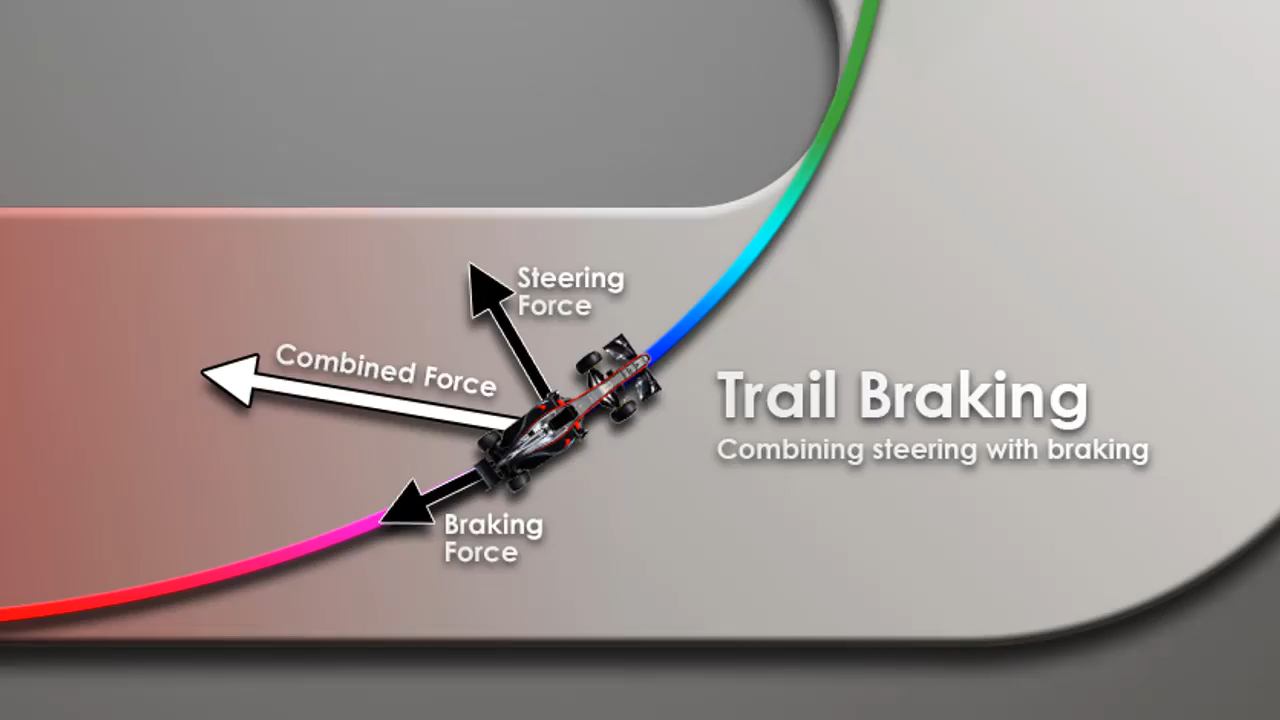 Steering
Force
Combined Force
Trail Braking
Combining steering with braking
Braking
Force